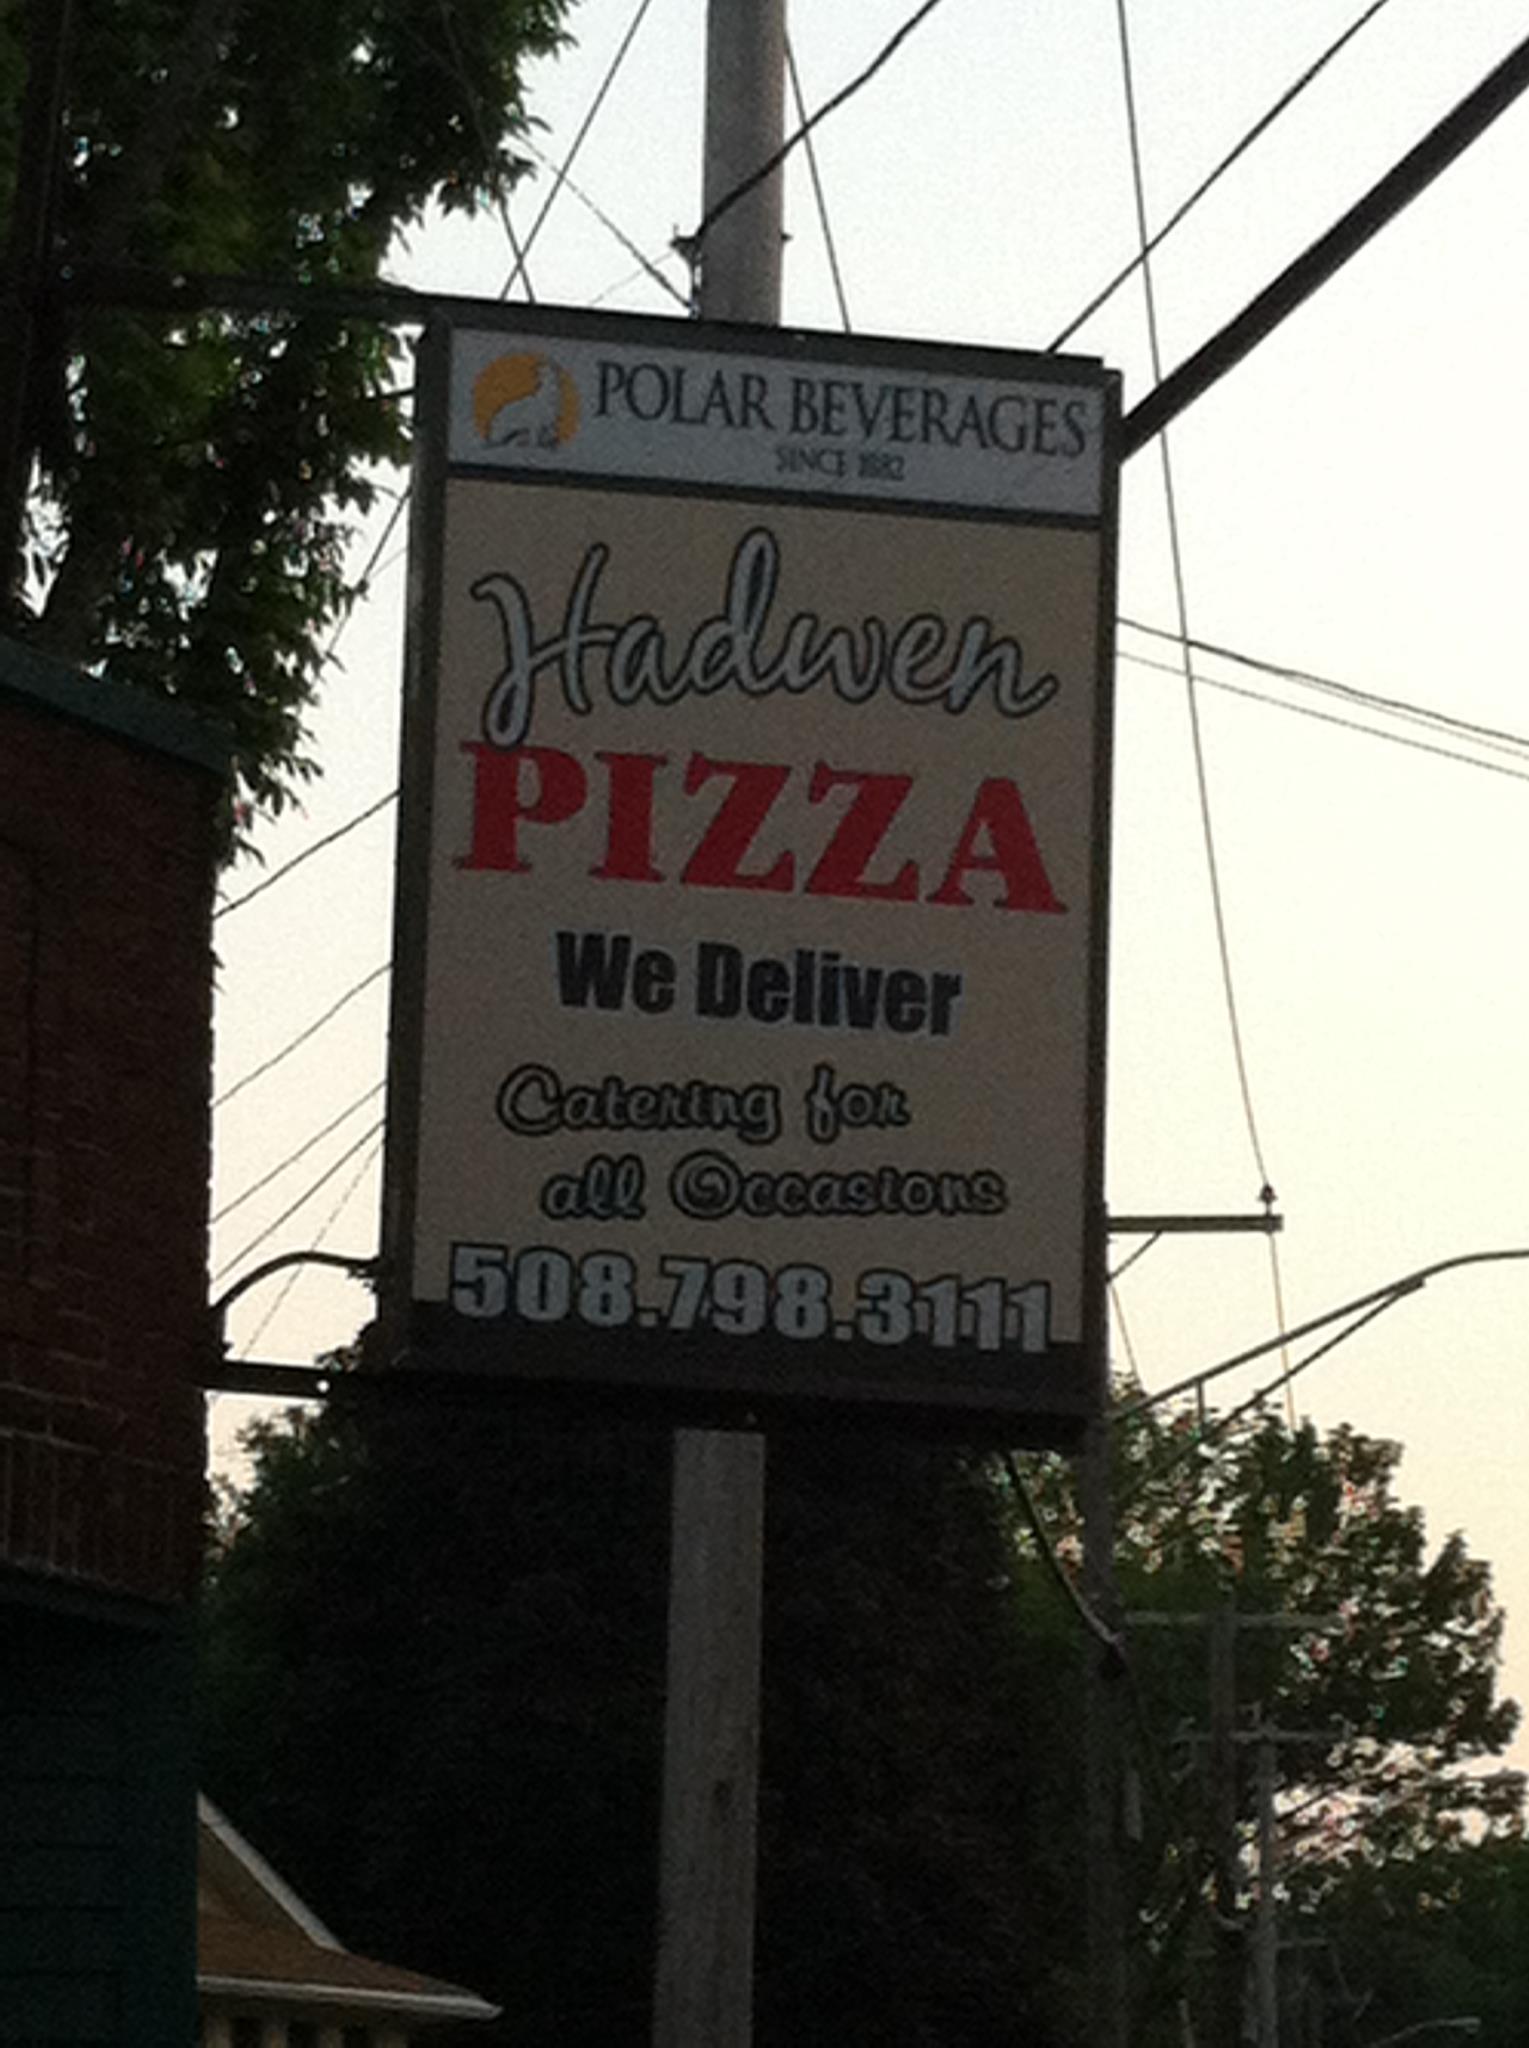 POLAR BEVERAGES
SINCE 1882
Hadwen
PIZZA
We Deliver
Catering for
all Occasions
508.798.3111